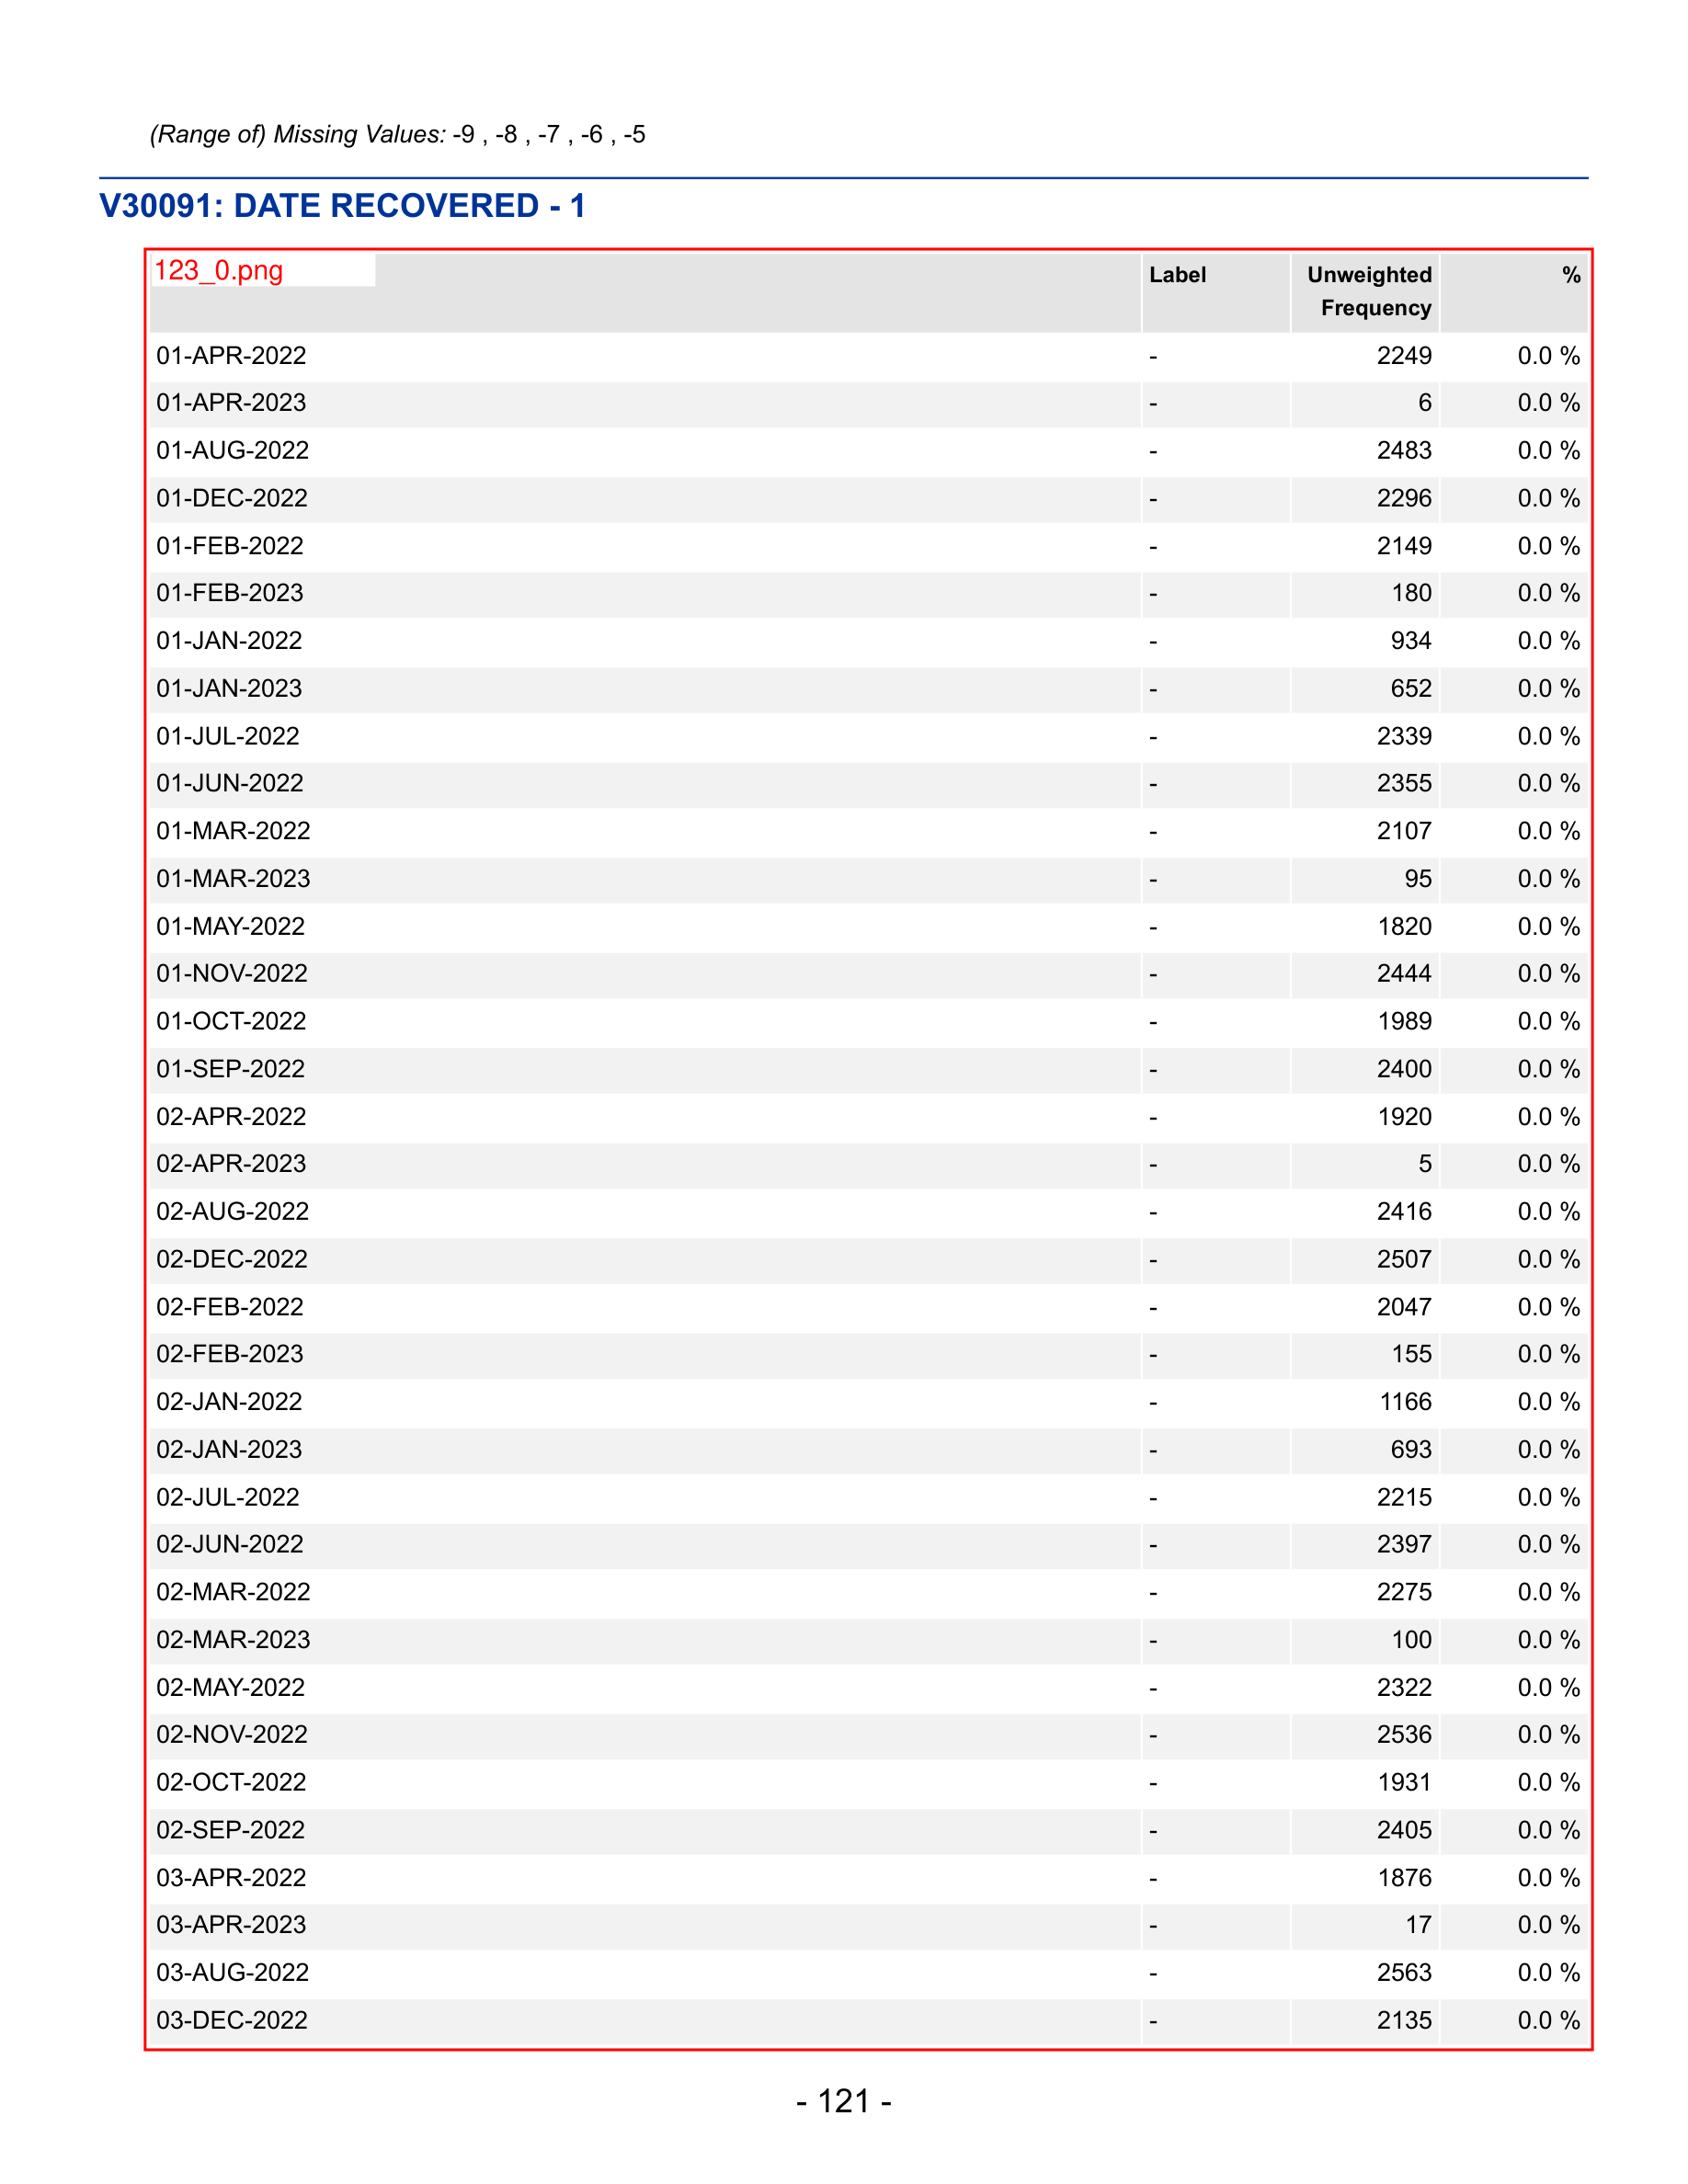 (Range of) Missing Values: -9 , -8 , -7 , -6 , -5
V30091: DATE RECOVERED - 1
123_0.png Label Unweighted Frequency %
01-APR-2022 - 2249 0.0 %
01-APR-2023 - 6 0.0 %
01-AUG-2022 - 2483 0.0 %
01-DEC-2022 - 2296 0.0 %
01-FEB-2022 - 2149 0.0 %
01-FEB-2023 - 180 0.0 %
01-JAN-2022 - 934 0.0 %
01-JAN-2023 - 652 0.0 %
01-JUL-2022 - 2339 0.0 %
01-JUN-2022 - 2355 0.0 %
01-MAR-2022 - 2107 0.0 %
01-MAR-2023 - 95 0.0 %
01-MAY-2022 - 1820 0.0 %
01-NOV-2022 - 2444 0.0 %
01-OCT-2022 - 1989 0.0 %
01-SEP-2022 - 2400 0.0 %
02-APR-2022 - 1920 0.0 %
02-APR-2023 - 5 0.0 %
02-AUG-2022 - 2416 0.0 %
02-DEC-2022 - 2507 0.0 %
02-FEB-2022 - 2047 0.0 %
02-FEB-2023 - 155 0.0 %
02-JAN-2022 - 1166 0.0 %
02-JAN-2023 - 693 0.0 %
02-JUL-2022 - 2215 0.0 %
02-JUN-2022 - 2397 0.0 %
02-MAR-2022 - 2275 0.0 %
02-MAR-2023 - 100 0.0 %
02-MAY-2022 - 2322 0.0 %
02-NOV-2022 - 2536 0.0 %
02-OCT-2022 - 1931 0.0 %
02-SEP-2022 - 2405 0.0 %
03-APR-2022 - 1876 0.0 %
03-APR-2023 - 17 0.0 %
03-AUG-2022 - 2563 0.0 %
03-DEC-2022 - 2135 0.0 %
- 121 -